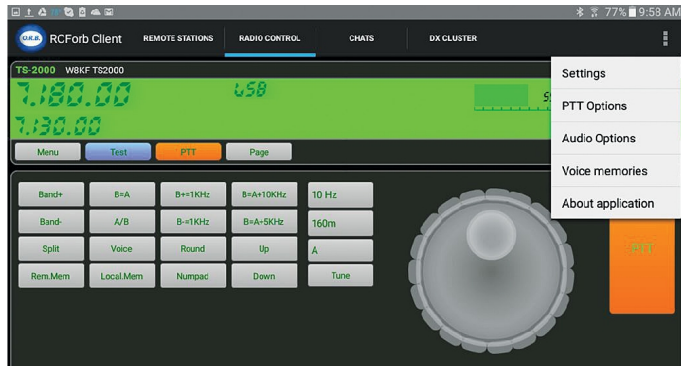 77% 9:58 AM
O.R.B. RCForb Client REMOTE STATIONS RADIO CONTROL CHATS DX CLUSTER
TS-2000 W8KF TS2000
7.180.00 USB S
7.130.00
Menu Test PTT Page
Settings
PTT Options
Audio Options
Voice memories
About application
Band+ B=A B+=1KHz B=A+10KHz 10 Hz
Band- A/B B-=1KHz B=A+5KHz 160m
Split Voice Round Up A
Rem.Mem Local.Mem Numpad Down Tune
PTT